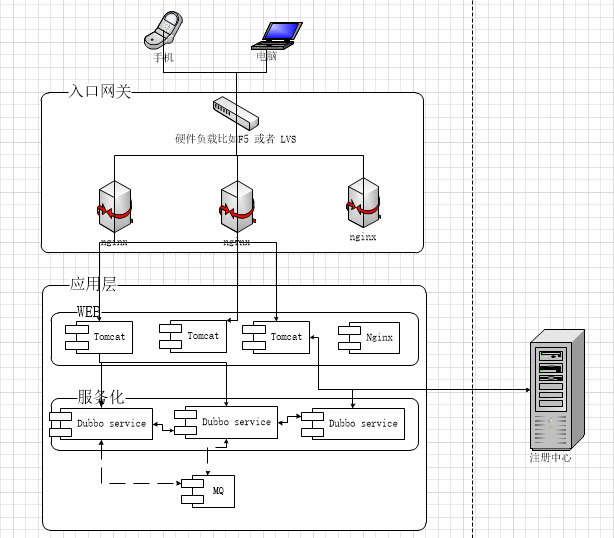 手机
电脑
入口网关
硬件负载比如F5 或者 LVS
nginx
nginx
nginx
应用层
WEB
Tomcat
Tomcat
Tomcat
Nginx
服务化
Dubbo service
Dubbo service
Dubbo service
MQ
注册中心